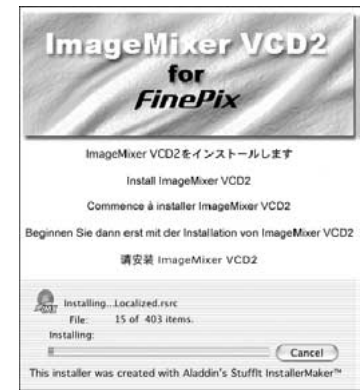 ImageMixer VCD2
for
FinePix
ImageMixer VCD2をインストールします
Install ImageMixer VCD2
Commence à installer ImageMixer VCD2
Beginnen Sie dann erst mit der Installation von ImageMixer VCD2
请安装 ImageMixer VCD2
Installing...Localized.rsrc
File: 15 of 403 items.
Installing:
Cancel
This installer was created with Aladdin's StuffIt InstallerMaker™